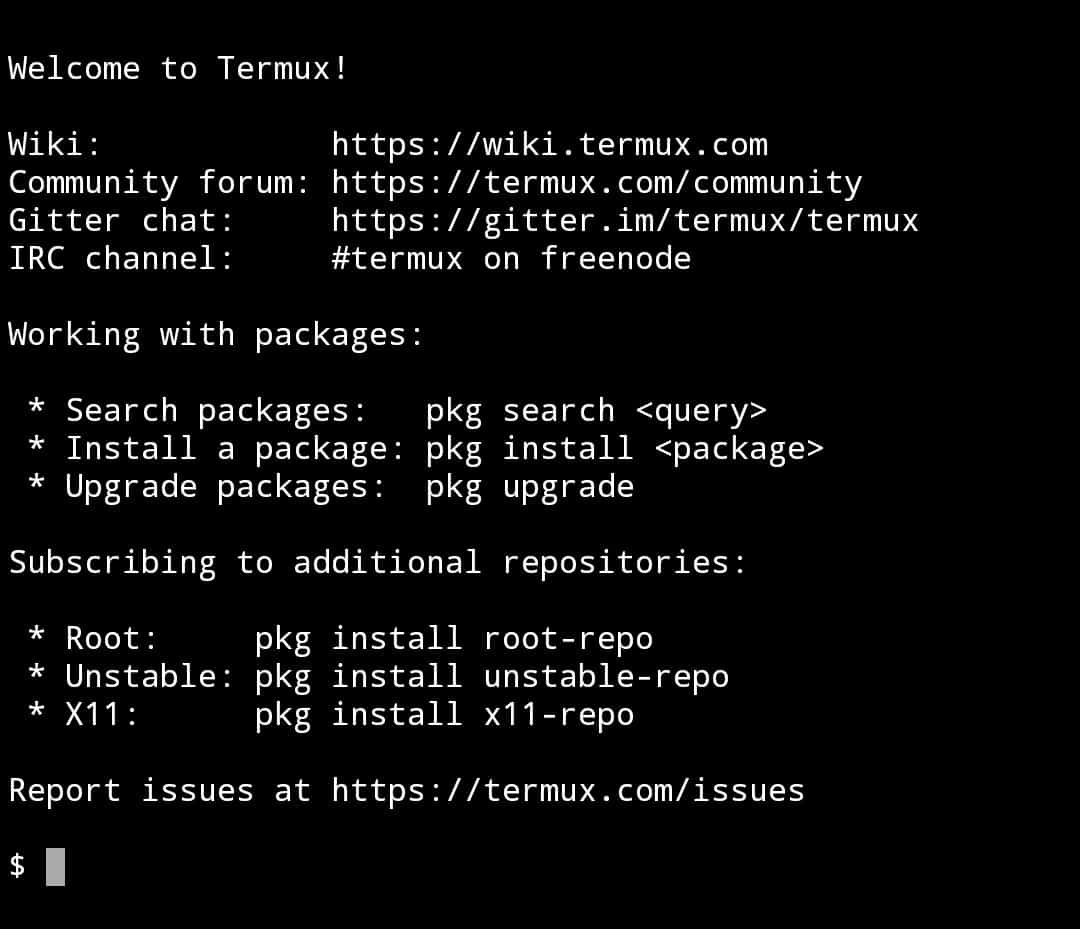 Welcome to Termux!
Wiki:            https://wiki.termux.com
Community forum: https://termux.com/community
Gitter chat:     https://gitter.im/termux/termux
IRC channel:     #termux on freenode
Working with packages:
 * Search packages:   pkg search <query>
 * Install a package: pkg install <package>
 * Upgrade packages:  pkg upgrade
Subscribing to additional repositories:
 * Root:     pkg install root-repo
 * Unstable: pkg install unstable-repo
 * X11:      pkg install x11-repo
Report issues at https://termux.com/issues
$